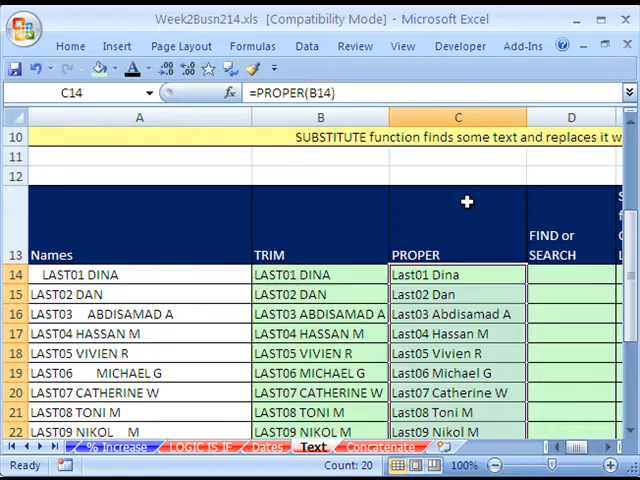 Week2Busn214.xls [Compatibility Mode] - Microsoft Excel
Home Insert Page Layout Formulas Data Review View Developer Add-Ins
C14 fx =PROPER(B14)
A B C D
10 SUBSTITUTE function finds some text and replaces it w
11
12
13 Names TRIM PROPER FIND or SEARCH
14 LAST01 DINA LAST01 DINA Last01 Dina
15 LAST02 DAN LAST02 DAN Last02 Dan
16 LAST03 ABDISAMAD A LAST03 ABDISAMAD A Last03 Abdisamad A
17 LAST04 HASSAN M LAST04 HASSAN M Last04 Hassan M
18 LAST05 VIVIEN R LAST05 VIVIEN R Last05 Vivien R
19 LAST06 MICHAEL G LAST06 MICHAEL G Last06 Michael G
20 LAST07 CATHERINE W LAST07 CATHERINE W Last07 Catherine W
21 LAST08 TONI M LAST08 TONI M Last08 Toni M
22 LAST09 NIKOL M LAST09 NIKOL M Last09 Nikol M
% Increase LOGIC IS IF Dates Text Concatenate
Ready Count: 20 100%